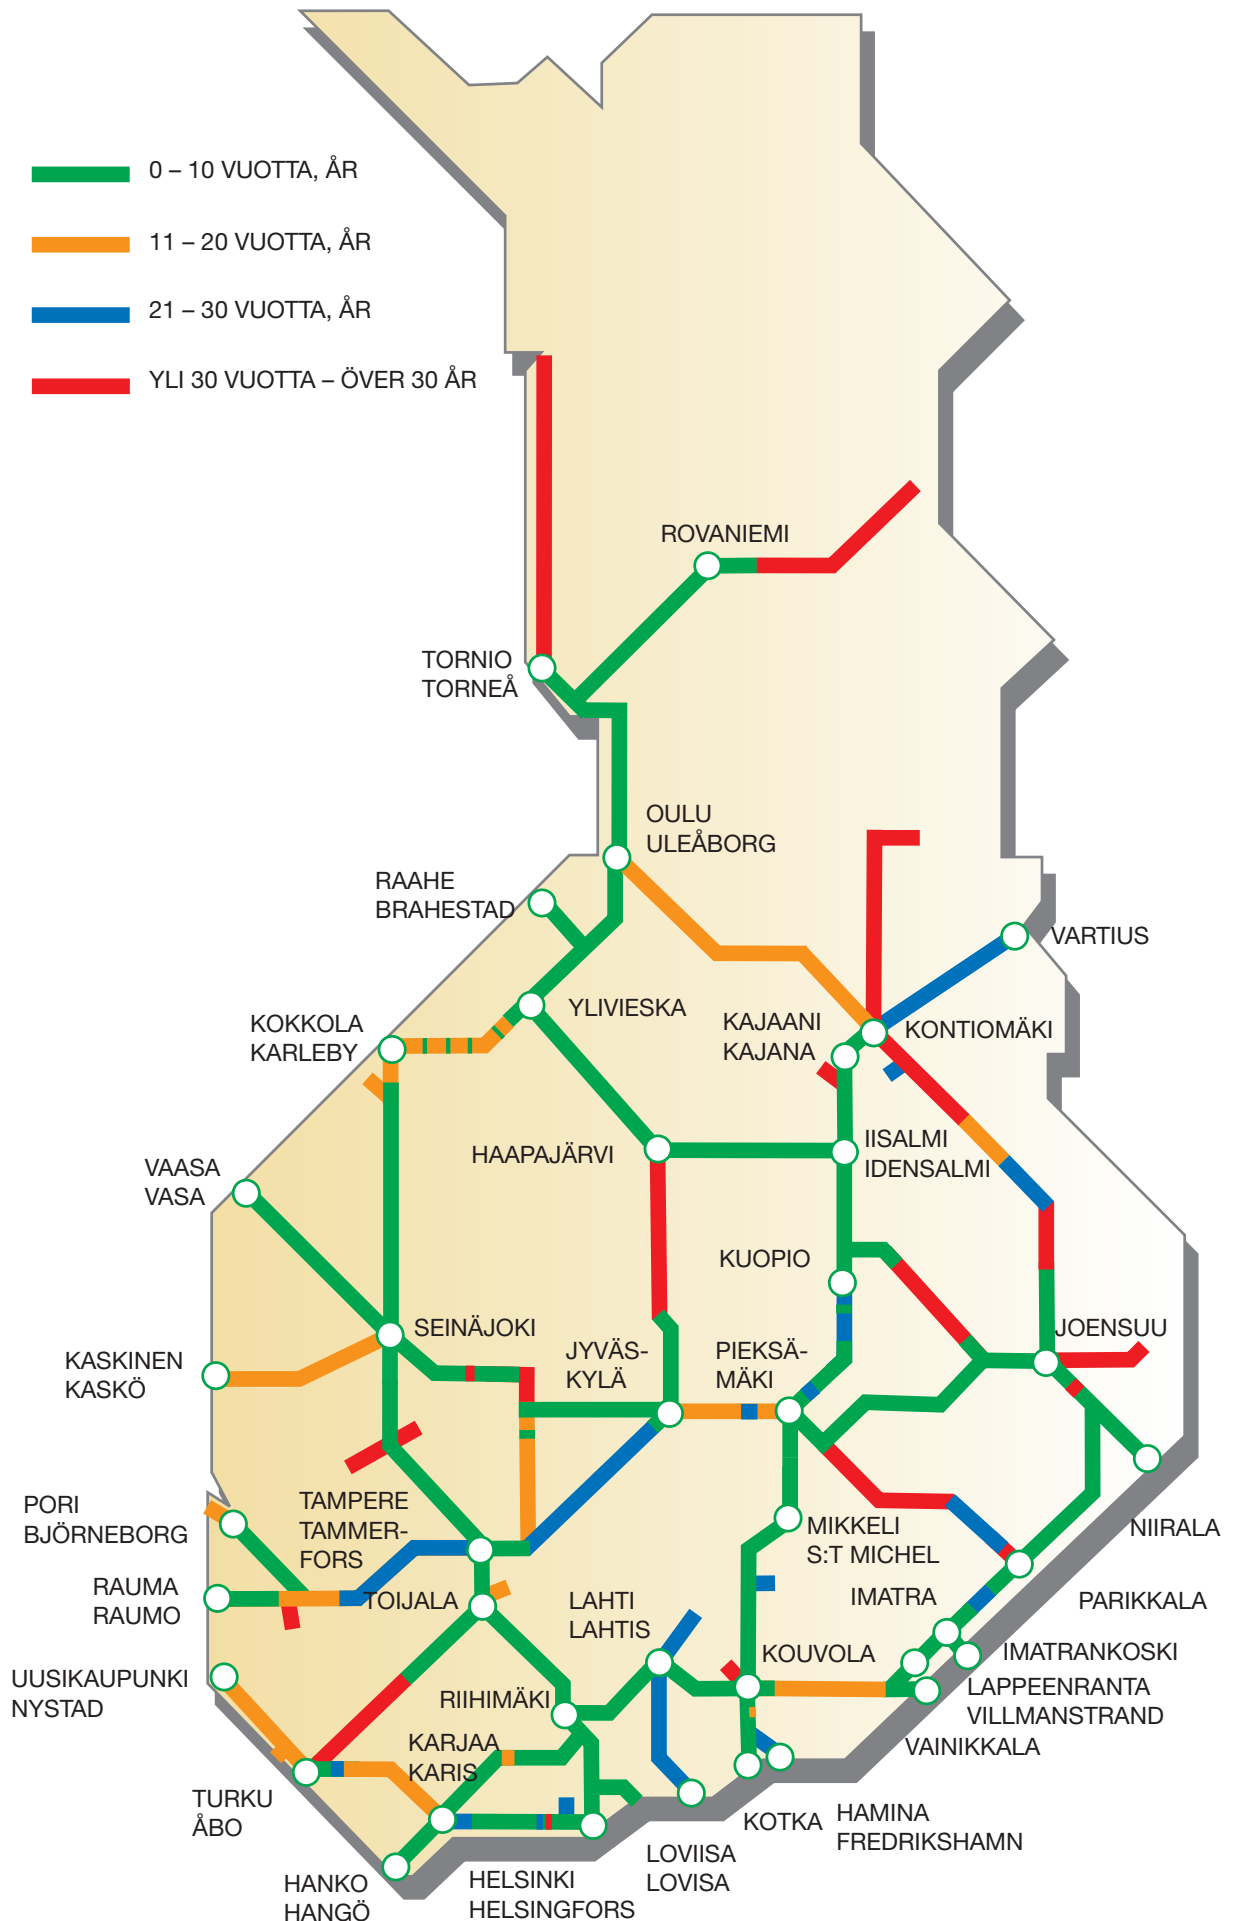 0 – 10 VUOTTA, ÅR
11 – 20 VUOTTA, ÅR
21 – 30 VUOTTA, ÅR
YLI 30 VUOTTA – ÖVER 30 ÅR
ROVANIEMI
TORNIO
TORNEÅ
OULU
ULEÅBORG
RAAHE
BRAHESTAD
VARTIUS
YLIVIESKA
KOKKOLA
KARLEBY
KAJAANI
KAJANA
KONTIOMÄKI
HAAPAJÄRVI
IISALMI
IDENSALMI
VAASA
VASA
KUOPIO
SEINÄJOKI
JYVÄS-
KYLÄ
PIEKSÄ-
MÄKI
JOENSUU
KASKINEN
KASKÖ
PORI
BJÖRNEBORG
TAMPERE
TAMMER-
FORS
MIKKELI
S:T MICHEL
NIIRALA
RAUMA
RAUMO
TOIJALA
LAHTI
LAHTIS
IMATRA
PARIKKALA
UUSIKAUPUNKI
NYSTAD
RIIHIMÄKI
KOUVOLA
IMATRANKOSKI
LAPPEENRANTA
VILLMANSTRAND
KARJAA
KARIS
VAINIKKALA
TURKU
ÅBO
KOTKA
HAMINA
FREDRIKSHAMN
LOVIISA
LOVISA
HANKO
HANGÖ
HELSINKI
HELSINGFORS